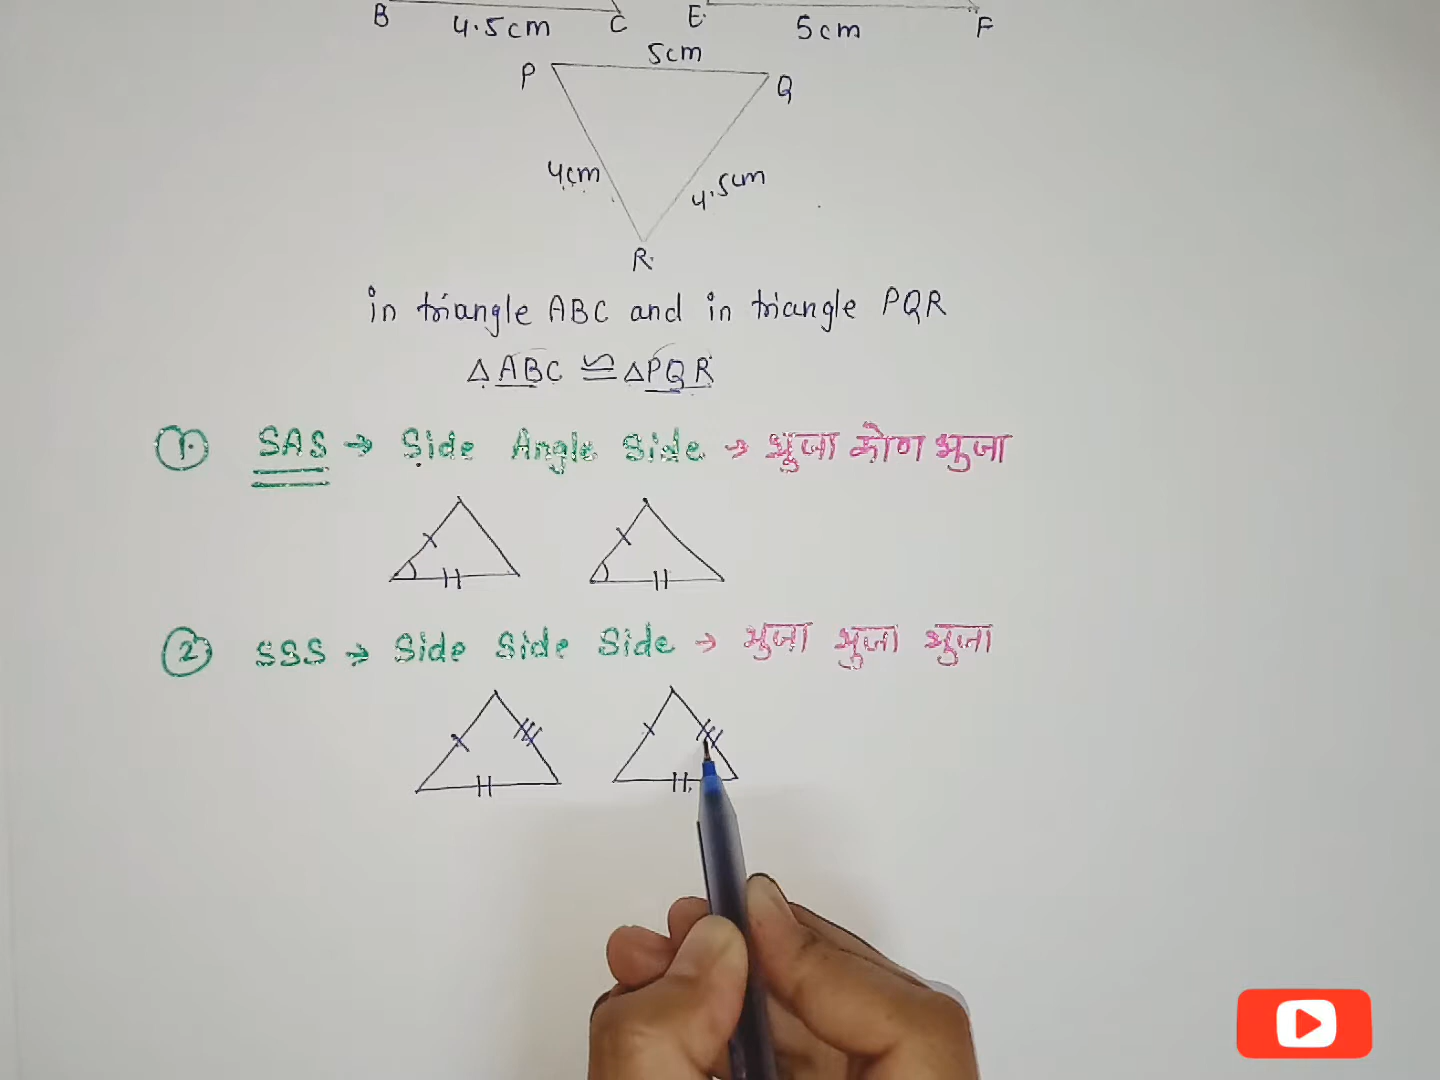 B 4.5cm C E 5cm F
5cm
P Q
4cm 4.5cm
R
in triangle ABC and in triangle PQR
△ABC ≌ △PQR
1. SAS → Side Angle Side → भूजा कोण भुजा
2 SSS → Side Side Side → भुजा भुजा भुजा